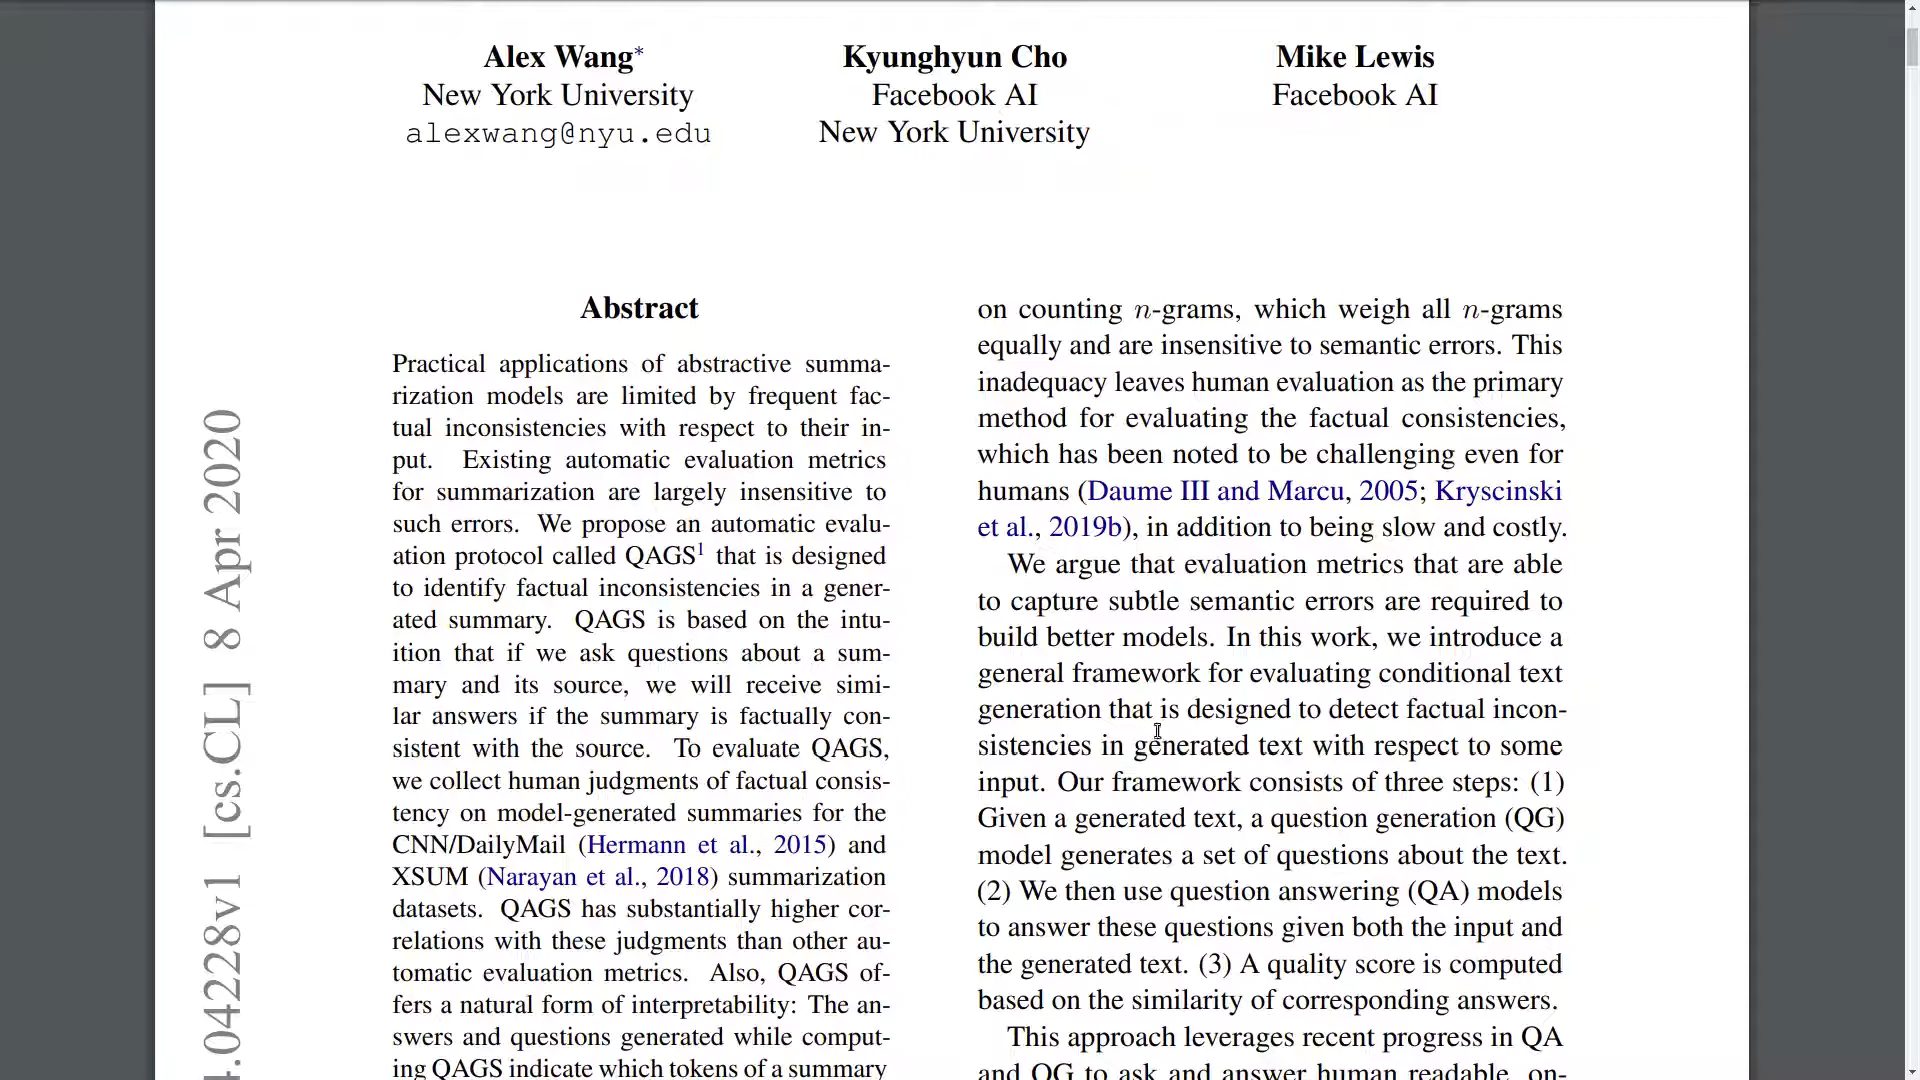 Alex Wang*
New York University
alexwang@nyu.edu
Kyunghyun Cho
Facebook AI
New York University
Mike Lewis
Facebook AI
4.04228v1 [cs.CL] 8 Apr 2020
Abstract
Practical applications of abstractive summa-
rization models are limited by frequent fac-
tual inconsistencies with respect to their in-
put. Existing automatic evaluation metrics
for summarization are largely insensitive to
such errors. We propose an automatic evalu-
ation protocol called QAGS1 that is designed
to identify factual inconsistencies in a gener-
ated summary. QAGS is based on the intu-
ition that if we ask questions about a sum-
mary and its source, we will receive simi-
lar answers if the summary is factually con-
sistent with the source. To evaluate QAGS,
we collect human judgments of factual consis-
tency on model-generated summaries for the
CNN/DailyMail (Hermann et al., 2015) and
XSUM (Narayan et al., 2018) summarization
datasets. QAGS has substantially higher cor-
relations with these judgments than other au-
tomatic evaluation metrics. Also, QAGS of-
fers a natural form of interpretability: The an-
swers and questions generated while comput-
ing QAGS indicate which tokens of a summary
on counting n-grams, which weigh all n-grams
equally and are insensitive to semantic errors. This
inadequacy leaves human evaluation as the primary
method for evaluating the factual consistencies,
which has been noted to be challenging even for
humans (Daume III and Marcu, 2005; Kryscinski
et al., 2019b), in addition to being slow and costly.
We argue that evaluation metrics that are able
to capture subtle semantic errors are required to
build better models. In this work, we introduce a
general framework for evaluating conditional text
generation that is designed to detect factual incon-
sistencies in generated text with respect to some
input. Our framework consists of three steps: (1)
Given a generated text, a question generation (QG)
model generates a set of questions about the text.
(2) We then use question answering (QA) models
to answer these questions given both the input and
the generated text. (3) A quality score is computed
based on the similarity of corresponding answers.
This approach leverages recent progress in QA
and QG to ask and answer human readable, on-